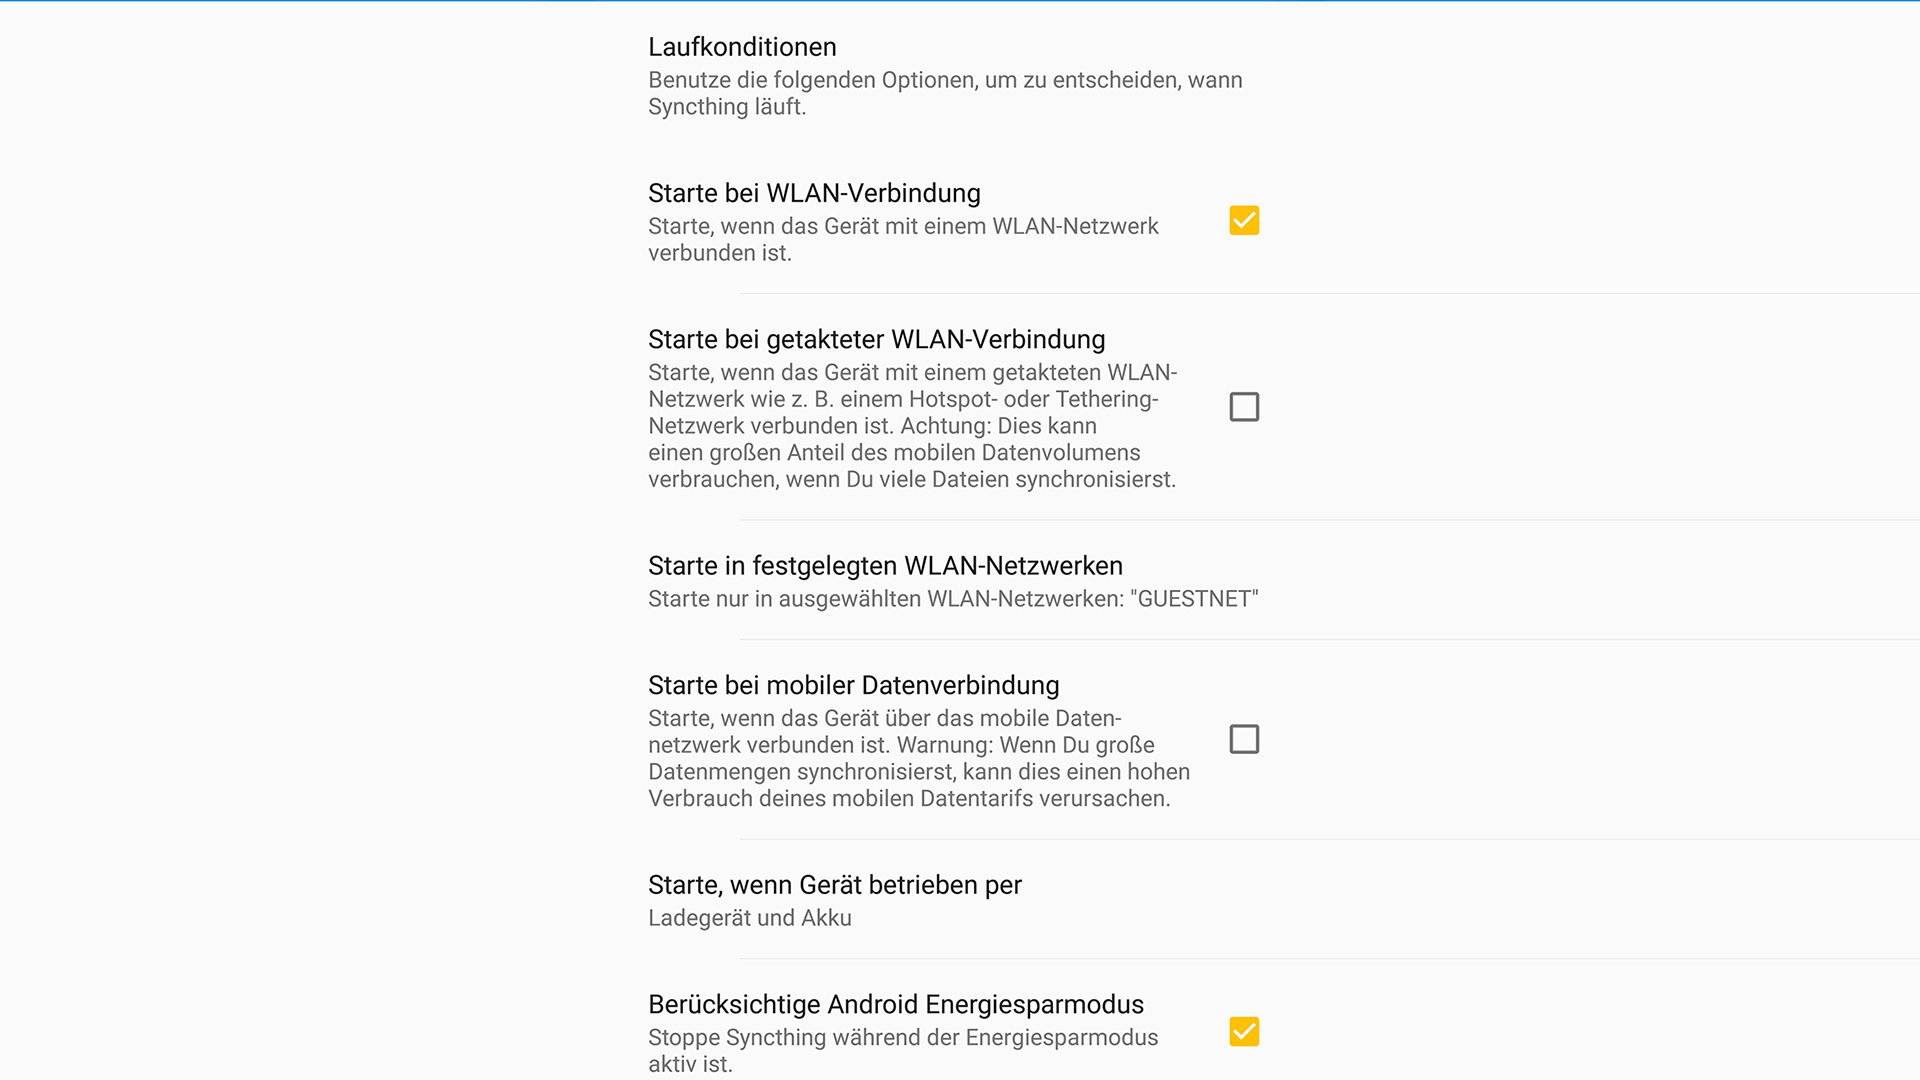 Laufkonditionen
Benutze die folgenden Optionen, um zu entscheiden, wann
Syncthing läuft.
Starte bei WLAN-Verbindung
Starte, wenn das Gerät mit einem WLAN-Netzwerk
verbunden ist.
Starte bei getakteter WLAN-Verbindung
Starte, wenn das Gerät mit einem getakteten WLAN-
Netzwerk wie z. B. einem Hotspot- oder Tethering-
Netzwerk verbunden ist. Achtung: Dies kann
einen großen Anteil des mobilen Datenvolumens
verbrauchen, wenn Du viele Dateien synchronisierst.
Starte in festgelegten WLAN-Netzwerken
Starte nur in ausgewählten WLAN-Netzwerken: "GUESTNET"
Starte bei mobiler Datenverbindung
Starte, wenn das Gerät über das mobile Daten-
netzwerk verbunden ist. Warnung: Wenn Du große
Datenmengen synchronisierst, kann dies einen hohen
Verbrauch deines mobilen Datentarifs verursachen.
Starte, wenn Gerät betrieben per
Ladegerät und Akku
Berücksichtige Android Energiesparmodus
Stoppe Syncthing während der Energiesparmodus
aktiv ist.